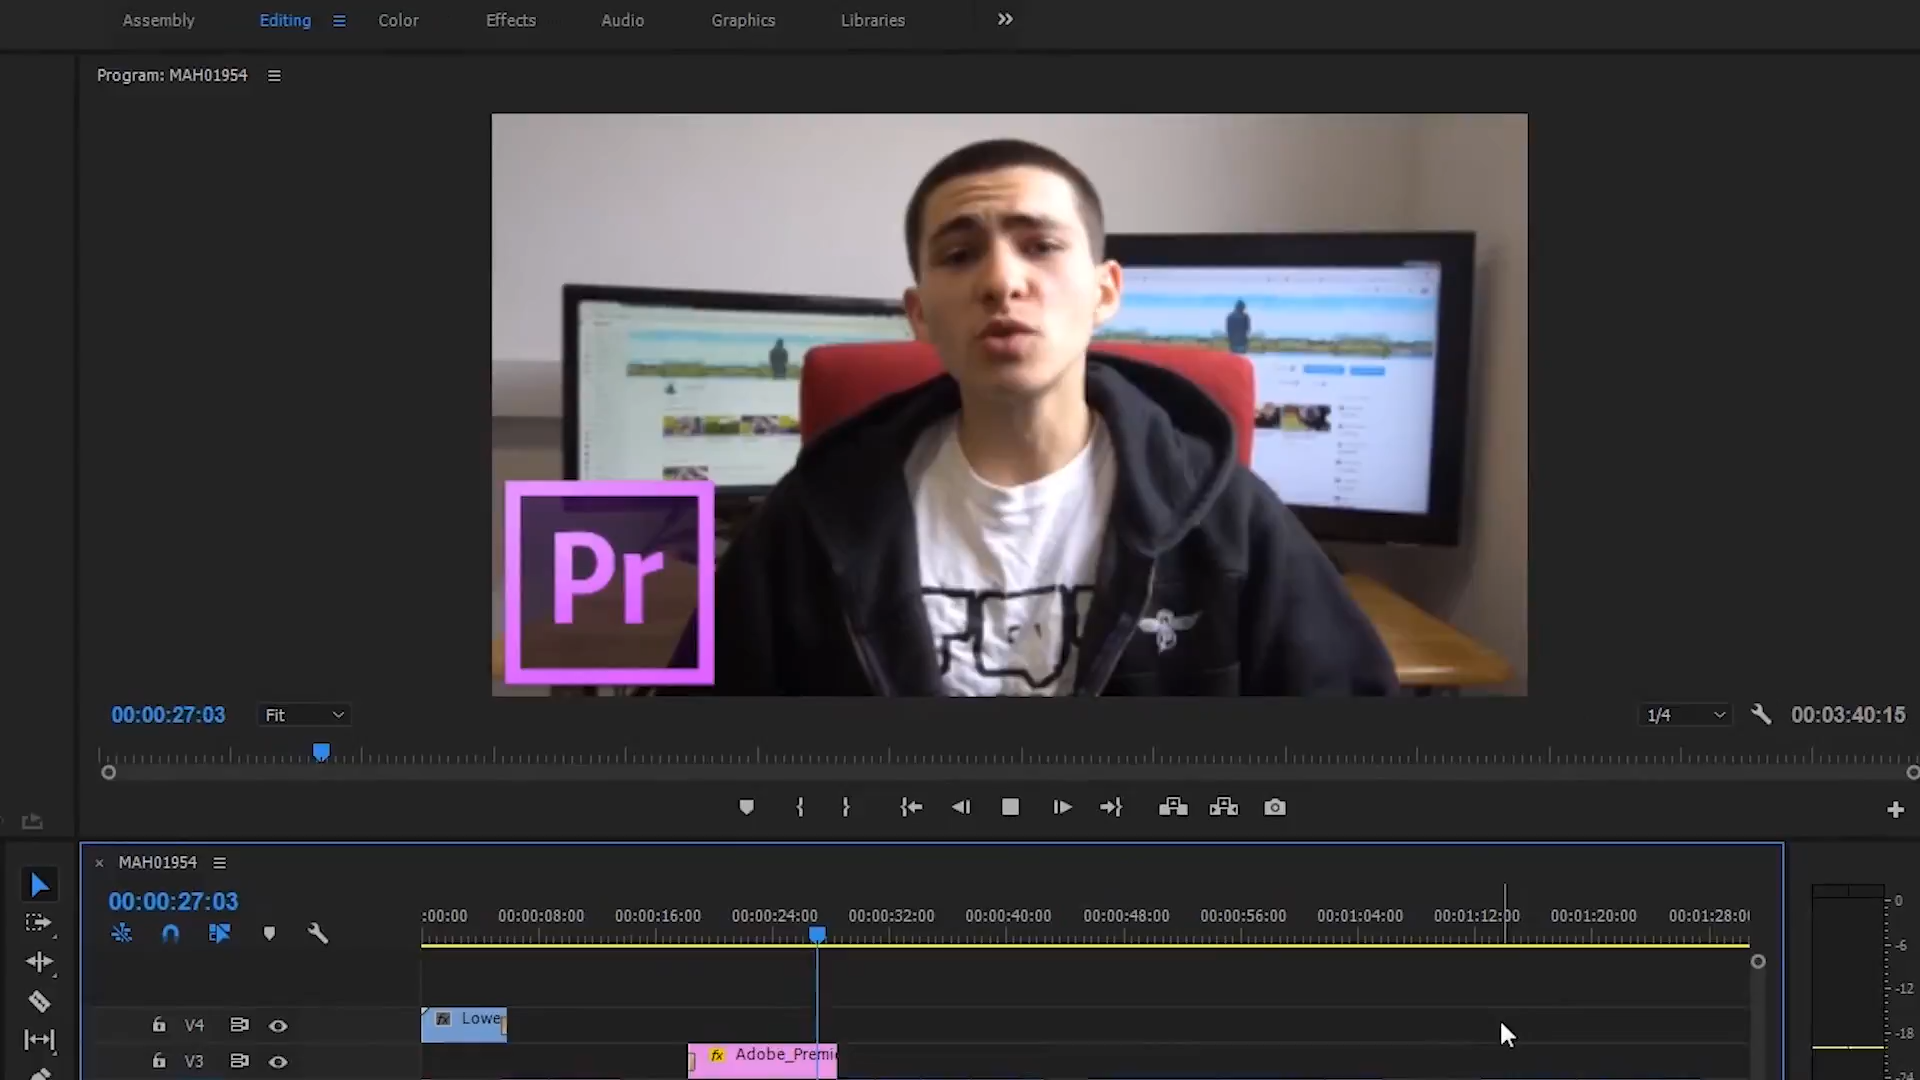 Assembly Editing Color Effects Audio Graphics Libraries
Program: MAH01954
Pr
00:00:27:03 Fit 1/4 00:03:40:15
MAH01954
00:00:27:03
:00:00 00:00:08:00 00:00:16:00 00:00:24:00 00:00:32:00 00:00:40:00 00:00:48:00 00:00:56:00 00:01:04:00 00:01:12:00 00:01:20:00 00:01:28:0
0
-6
-12
-18
-24
V4 fx Lowe
V3 fx Adobe_Premi